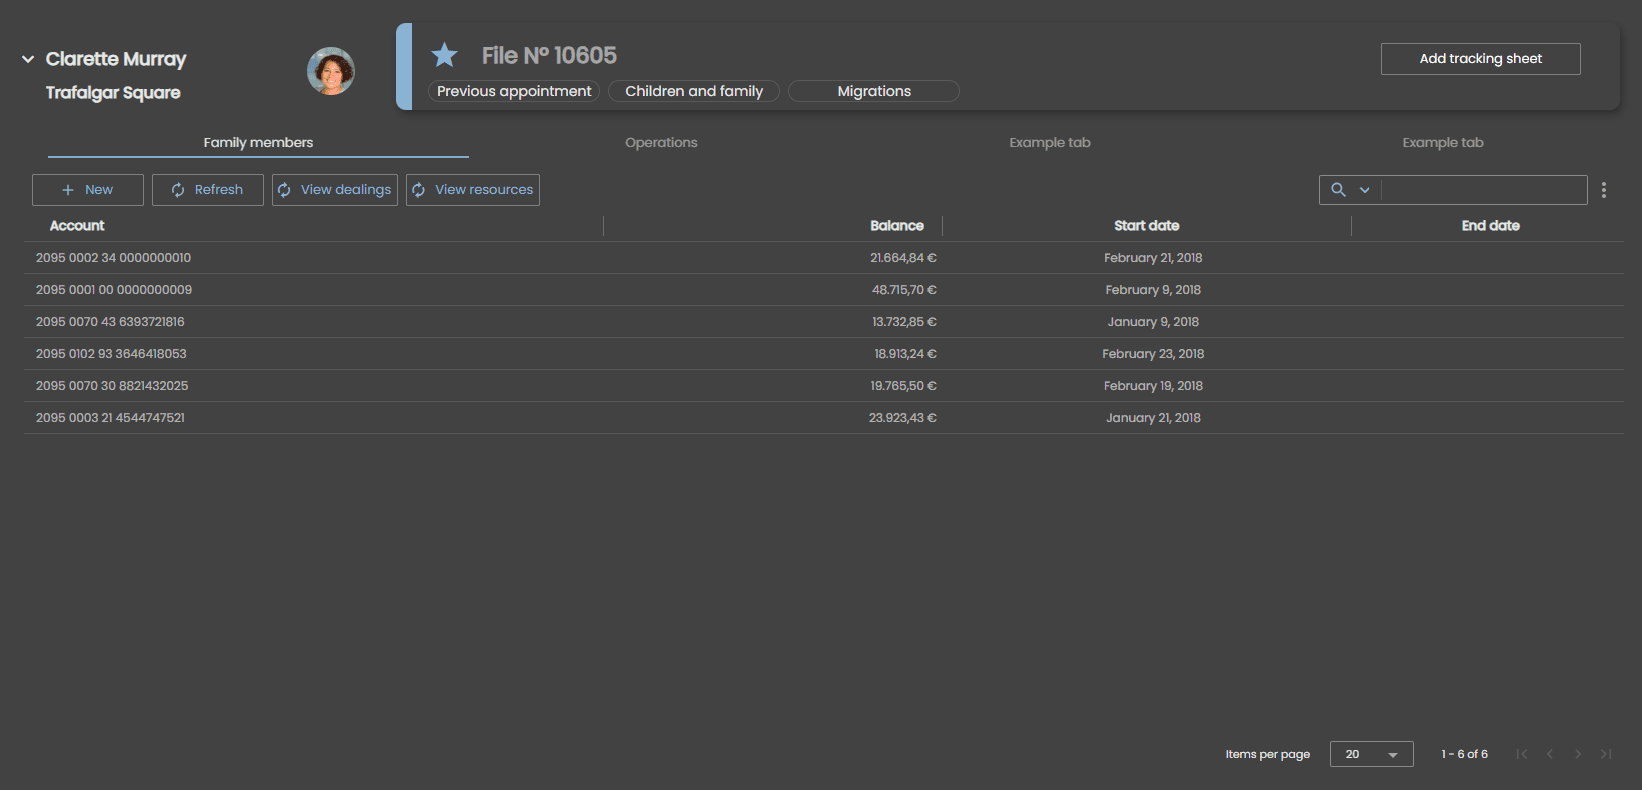 Clarette Murray
Trafalgar Square
File Nº 10605
Add tracking sheet
Previous appointment Children and family Migrations
Family members Operations Example tab Example tab
New Refresh View dealings View resources
Account Balance Start date End date
2095 0002 34 0000000010 21.664,84 € February 21, 2018
2095 0001 00 0000000009 48.715,70 € February 9, 2018
2095 0070 43 6393721816 13.732,85 € January 9, 2018
2095 0102 93 3646418053 18.913,24 € February 23, 2018
2095 0070 30 8821432025 19.765,50 € February 19, 2018
2095 0003 21 4544747521 23.923,43 € January 21, 2018
Items per page 20 1 - 6 of 6